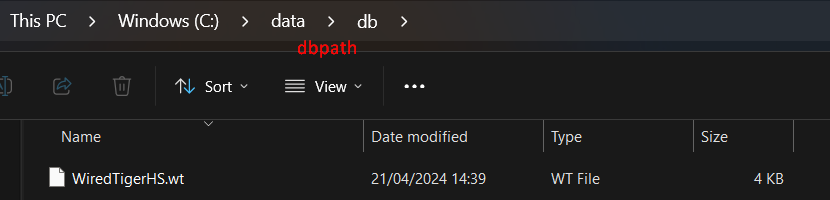 This PC > Windows (C:) > data > db >
dbpath
Sort View ...
Name Date modified Type Size
WiredTigerHS.wt 21/04/2024 14:39 WT File 4 KB